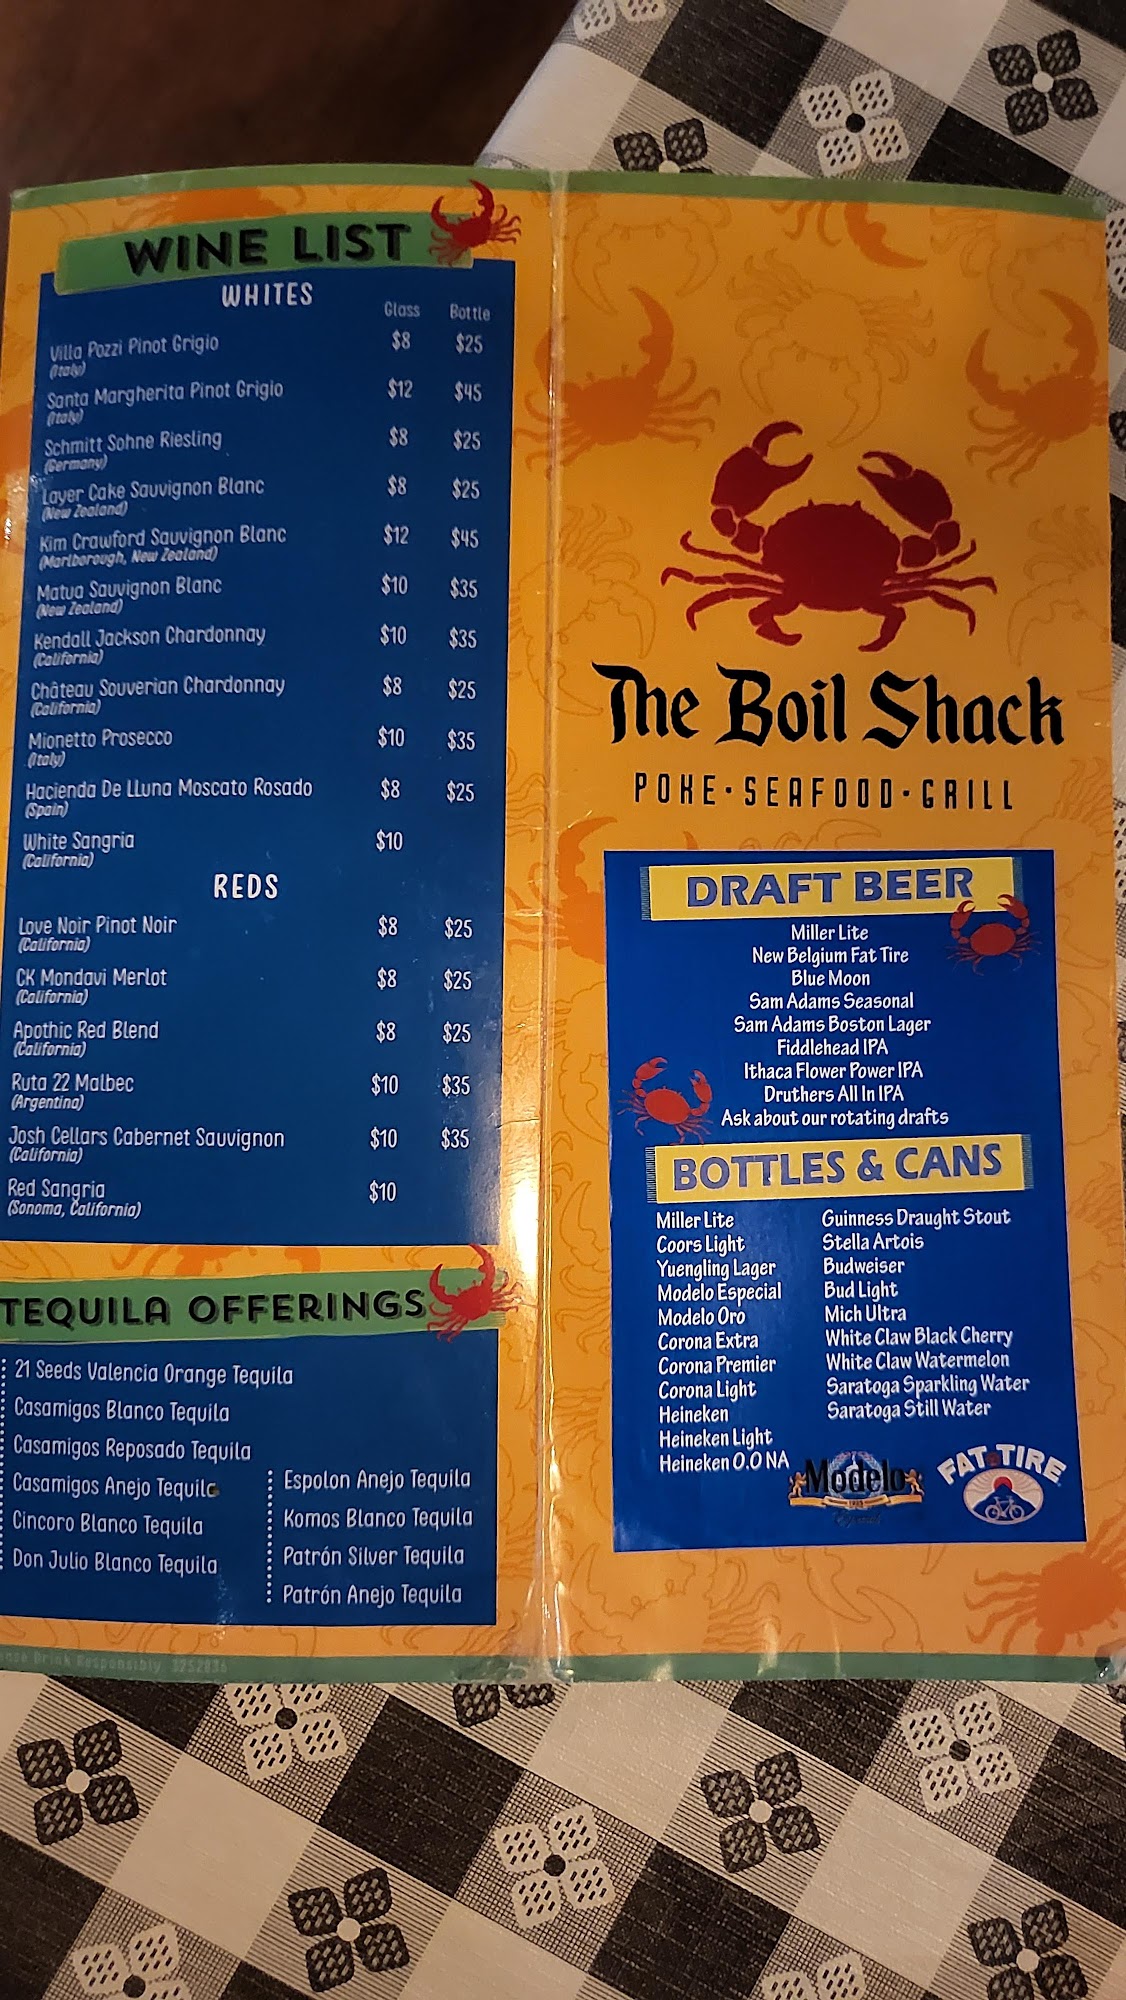 WINE LIST
WHITES
Glass Bottle
Villa Pozzi Pinot Grigio $8 $25
(Italy)
Santa Margherita Pinot Grigio $12 $45
(Italy)
Schmitt Sohne Riesling $8 $25
(Germany)
Layer Cake Sauvignon Blanc $8 $25
(New Zealand)
Kim Crawford Sauvignon Blanc $12 $45
(Marlborough, New Zealand)
Matua Sauvignon Blanc $10 $35
(New Zealand)
Kendall Jackson Chardonnay $10 $35
(California)
Château Souverian Chardonnay $8 $25
(California)
Mionetto Prosecco $10 $35
(Italy)
Hacienda De LLuna Moscato Rosado $8 $25
(Spain)
White Sangria $10
(California)
REDS
Love Noir Pinot Noir $8 $25
(California)
CK Mondavi Merlot $8 $25
(California)
Apothic Red Blend $8 $25
(California)
Ruta 22 Malbec $10 $35
(Argentina)
Josh Cellars Cabernet Sauvignon $10 $35
(California)
Red Sangria $10
(Sonoma, California)
TEQUILA OFFERINGS
21 Seeds Valencia Orange Tequila
Casamigos Blanco Tequila
Casamigos Reposado Tequila
Casamigos Anejo Tequila
Cincoro Blanco Tequila
Don Julio Blanco Tequila
Espolon Anejo Tequila
Komos Blanco Tequila
Patrón Silver Tequila
Patrón Anejo Tequila
Drink Responsibly 3252836
The Boil Shack
POKE·SEAFOOD·GRILL
DRAFT BEER
Miller Lite
New Belgium Fat Tire
Blue Moon
Sam Adams Seasonal
Sam Adams Boston Lager
Fiddlehead IPA
Ithaca Flower Power IPA
Druthers All In IPA
Ask about our rotating drafts
BOTTLES & CANS
Miller Lite
Coors Light
Yuengling Lager
Modelo Especial
Modelo Oro
Corona Extra
Corona Premier
Corona Light
Heineken
Heineken Light
Heineken 0.0 NA
Guinness Draught Stout
Stella Artois
Budweiser
Bud Light
Mich Ultra
White Claw Black Cherry
White Claw Watermelon
Saratoga Sparkling Water
Saratoga Still Water
Modelo
FAT TIRE